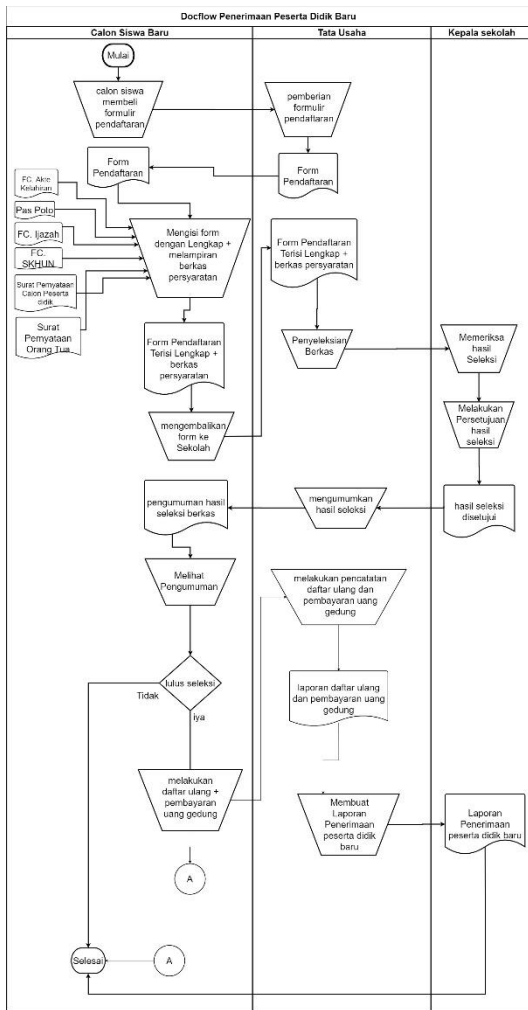 Docflow Penerimaan Peserta Didik Baru
Calon Siswa Baru
Tata Usaha
Kepala sekolah
Mulai
calon siswa
membeli
formulir
pendaftaran
pemberian
formulir
pendaftaran
Form
Pendaftaran
Form
Pendaftaran
FC. Akte
Kelahiran
Pas Polo
FC. Ijazah
FC.
SKHUN
Surat Pernyataan
Calon Peserta
didik
Surat
Pernyataan
Orang Tua
Mengisi form
dengan Lengkap +
melampiran
berkas
persyaratan
Form Pendaftaran
Terisi Lengkap +
berkas persyaratan
Form Pendaftaran
Terisi Lengkap +
berkas
persyaratan
Penyeleksian
Berkas
Memeriksa
hasil
Seleksi
mengembalikan
form ke
Sekolah
Melakukan
Persetujuan
hasil
seleksi
pengumuman hasil
seleksi berkas
mengumumkan
hasil soloksi
hasil seleksi
disetujui
Melihat
Pengumuman
melakukan pencatatan
daftar ulang dan
pembayaran uang
gedung
lulus seleksi
Tidak
iya
laporan daftar ulang
dan pembayaran uang
gedung
melakukan
daftar ulang +
pembayaran
uang gedung
Membuat
Laporan
Penerimaan
peserta didik
baru
Laporan
Penerimaan
peserta didik baru
A
Selesai
A